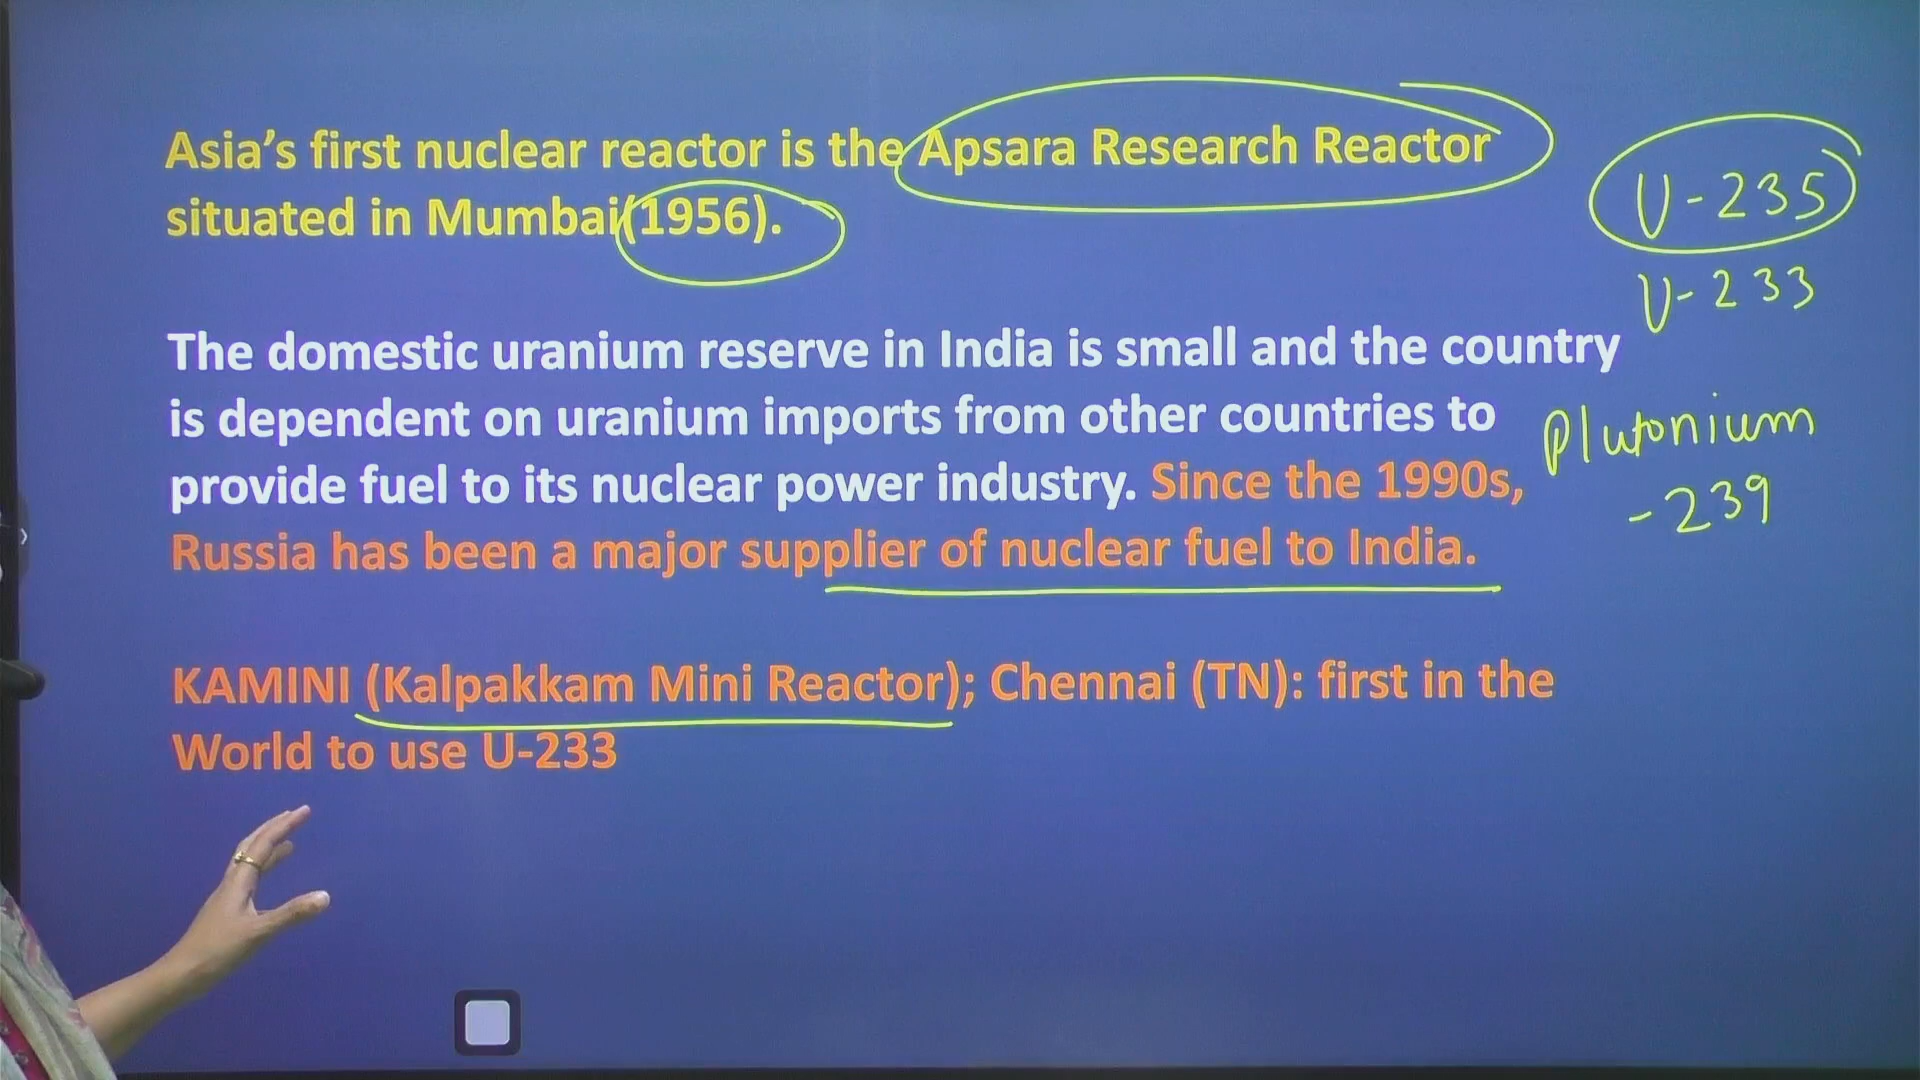 Asia’s first nuclear reactor is the Apsara Research Reactor
situated in Mumbai(1956).
U-235
U-233
The domestic uranium reserve in India is small and the country
is dependent on uranium imports from other countries to
provide fuel to its nuclear power industry. Since the 1990s,
Russia has been a major supplier of nuclear fuel to India.
Plutonium
-239
KAMINI (Kalpakkam Mini Reactor); Chennai (TN): first in the
World to use U-233